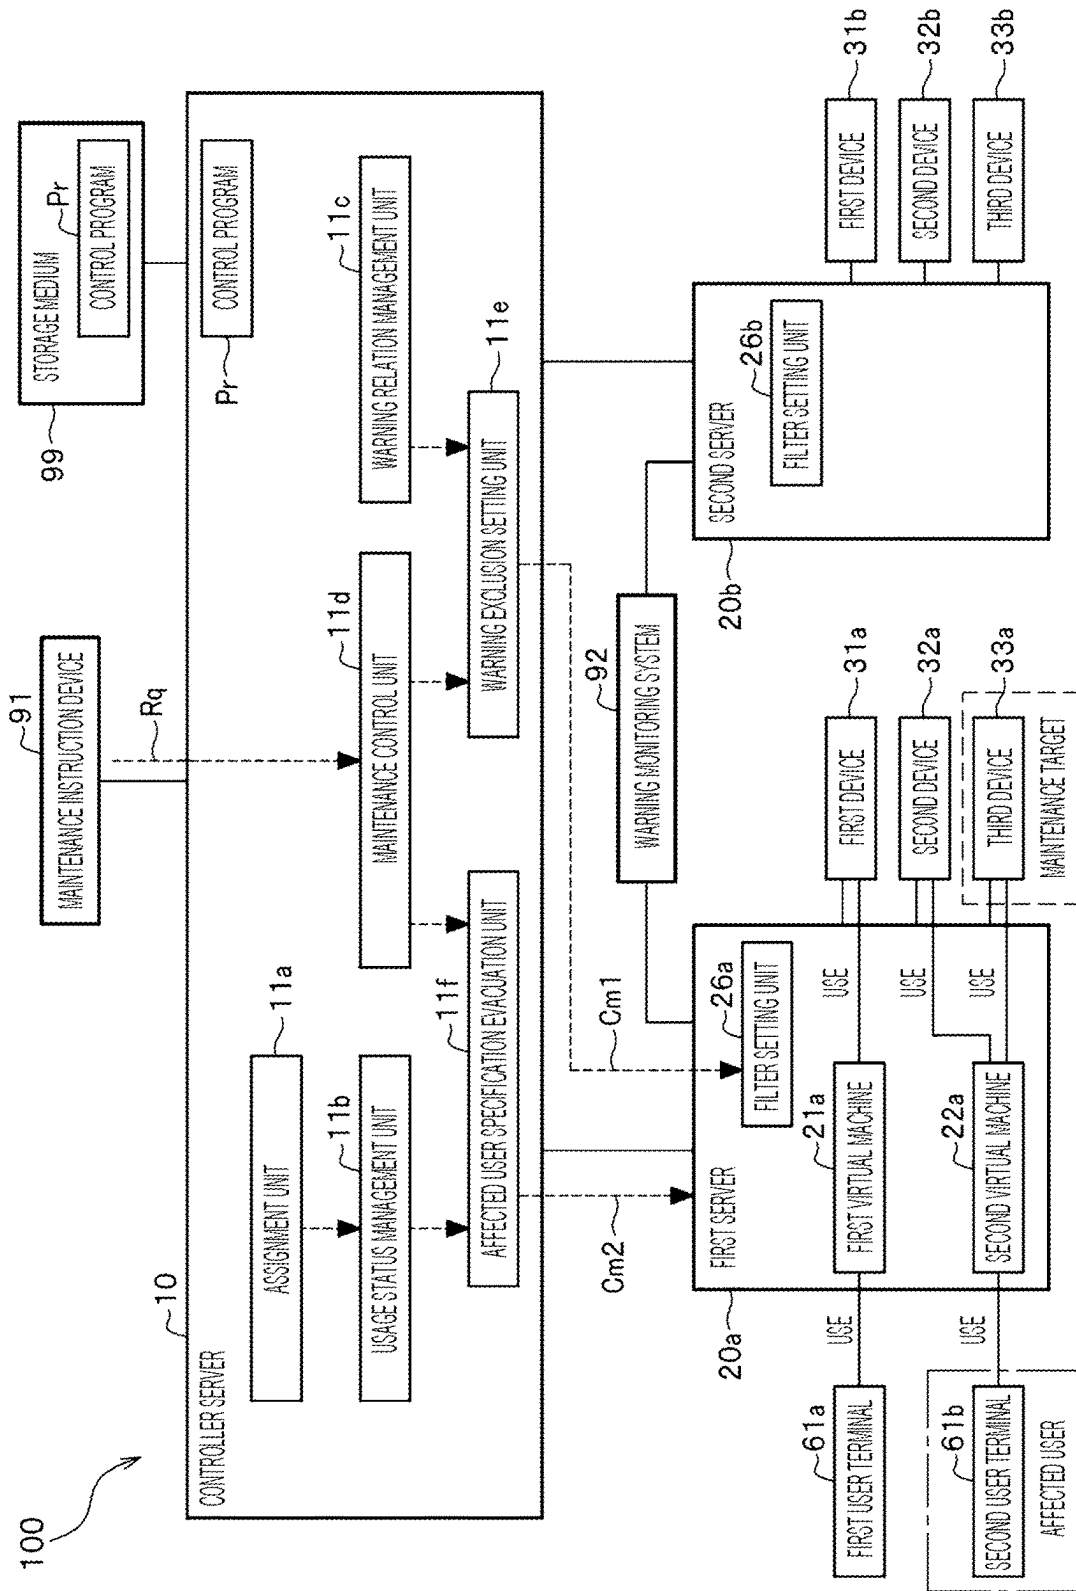 100
10
CONTROLLER SERVER
91
MAINTENANCE INSTRUCTION DEVICE
Rq
99
STORAGE MEDIUM
Pr
CONTROL PROGRAM
Pr
CONTROL PROGRAM
11a
ASSIGNMENT UNIT
11b
USAGE STATUS MANAGEMENT UNIT
11d
MAINTENANCE CONTROL UNIT
11c
WARNING RELATION MANAGEMENT UNIT
11f
AFFECTED USER SPECIFICATION EVACUATION UNIT
11e
WARNING EXCLUSION SETTING UNIT
Cm2
Cm1
92
WARNING MONITORING SYSTEM
20a
FIRST SERVER
26a
FILTER SETTING UNIT
20b
SECOND SERVER
26b
FILTER SETTING UNIT
61a
FIRST USER TERMINAL
USE
21a
FIRST VIRTUAL MACHINE
USE
31a
FIRST DEVICE
31b
FIRST DEVICE
USE
32a
SECOND DEVICE
32b
SECOND DEVICE
61b
SECOND USER TERMINAL
USE
22a
SECOND VIRTUAL MACHINE
USE
33a
THIRD DEVICE
33b
THIRD DEVICE
AFFECTED USER
MAINTENANCE TARGET